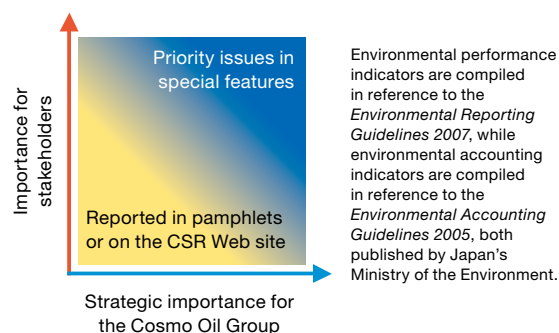 Importance for
stakeholders
Priority issues in
special features
Reported in pamphlets
or on the CSR Web site
Strategic importance for
the Cosmo Oil Group
Environmental performance
indicators are compiled
in reference to the
Environmental Reporting
Guidelines 2007, while
environmental accounting
indicators are compiled
in reference to the
Environmental Accounting
Guidelines 2005, both
published by Japan's
Ministry of the Environment.